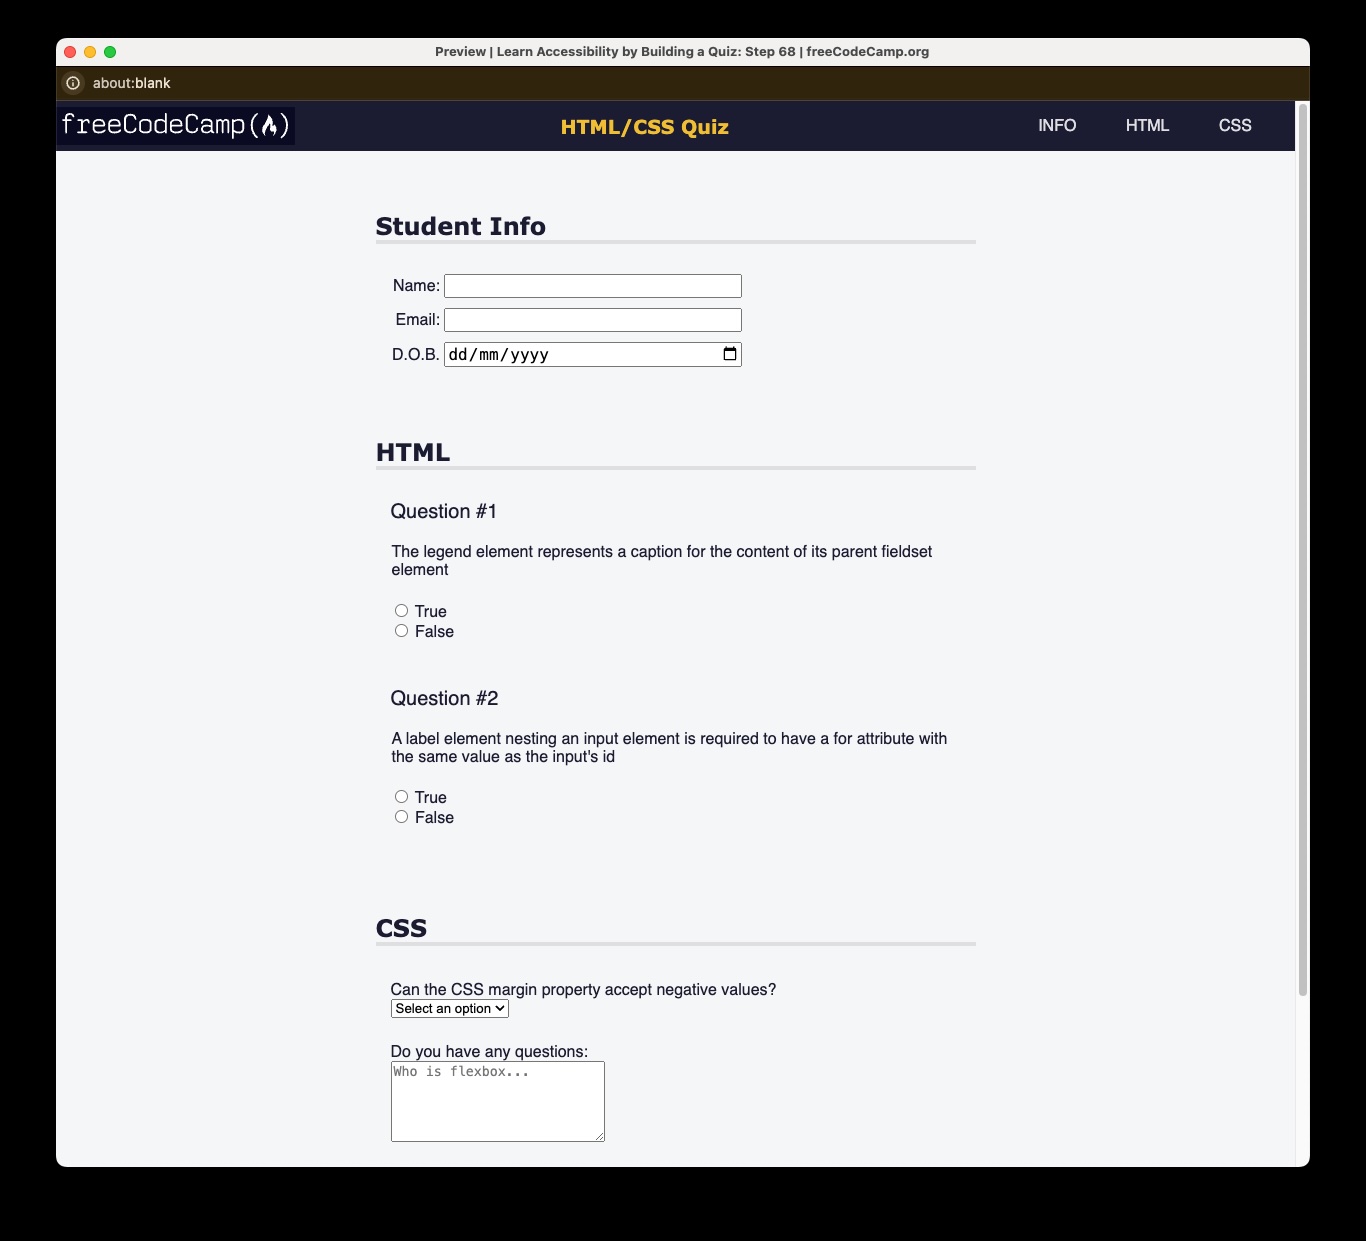 Preview | Learn Accessibility by Building a Quiz: Step 68 | freeCodeCamp.org
about:blank
freeCodeCamp
HTML/CSS Quiz
INFO
HTML
CSS
Student Info
Name:
Email:
D.O.B. dd/mm/yyyy
HTML
Question #1
The legend element represents a caption for the content of its parent fieldset
element
True
False
Question #2
A label element nesting an input element is required to have a for attribute with
the same value as the input's id
True
False
CSS
Can the CSS margin property accept negative values?
Select an option
Do you have any questions:
Who is flexbox...